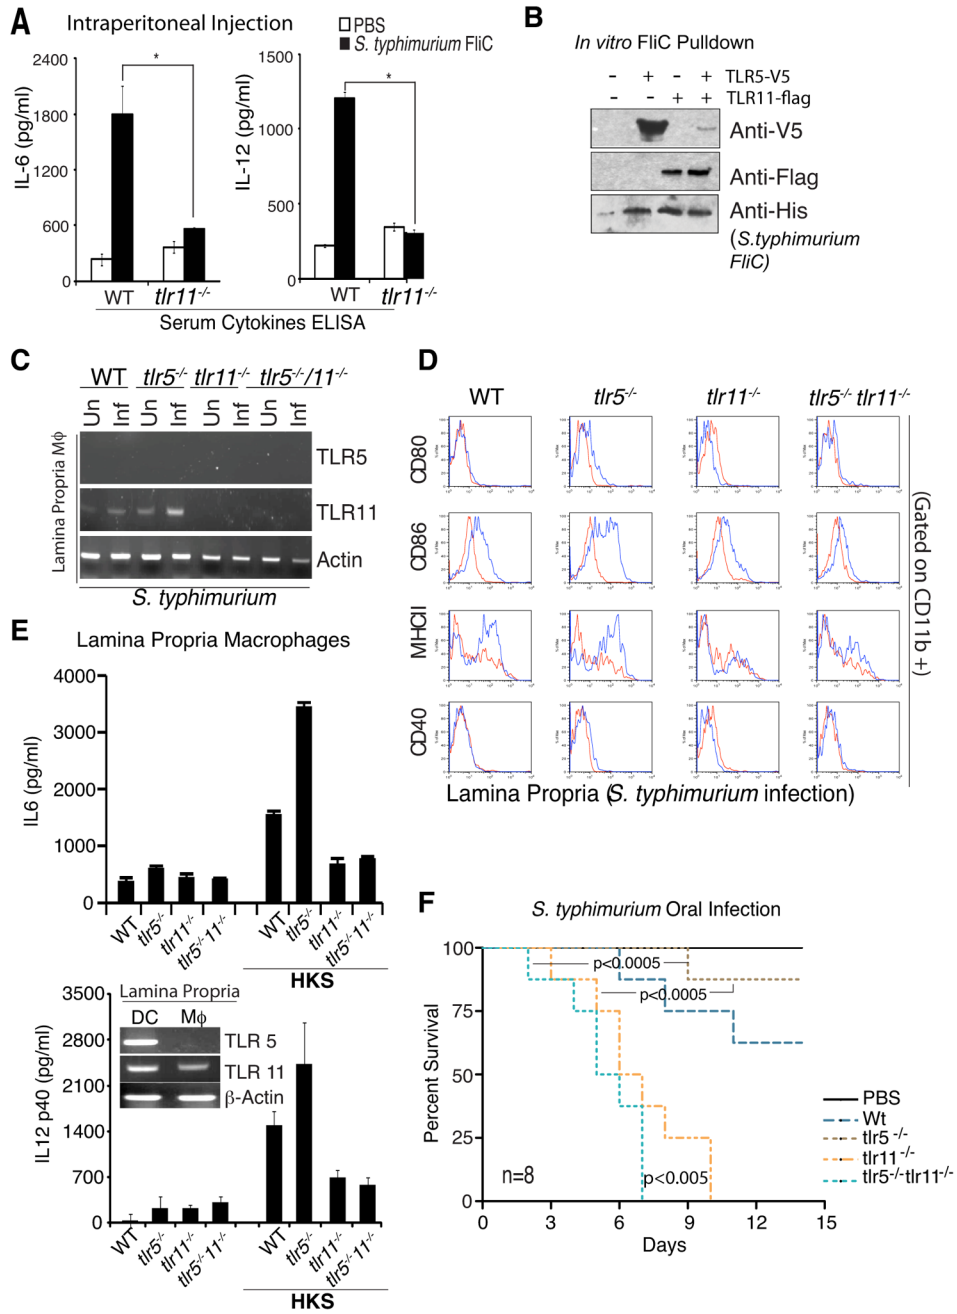 A
Intraperitoneal Injection
PBS
S. typhimurium FliC
IL-6 (pg/ml)
2400
1800
1200
600
0
*
WT
tlr11-/-
IL-12 (pg/ml)
1500
1000
500
0
*
WT
tlr11-/-
Serum Cytokines ELISA
B
In vitro FliC Pulldown
- + - + TLR5-V5
- - + + TLR11-flag
Anti-V5
Anti-Flag
Anti-His
(S.typhimurium
FliC)
C
WT tlr5-/- tlr11-/- tlr5-/-/11-/-
Un Inf Un Inf Un Inf Un Inf
Lamina Propria Mϕ
TLR5
TLR11
Actin
S. typhimurium
D
WT tlr5-/- tlr11-/- tlr5-/- tlr11-/-
CD80
CD86
MHCII
CD40
(Gated on CD11b +)
Lamina Propria (S. typhimurium infection)
E
Lamina Propria Macrophages
IL6 (pg/ml)
4000
3000
2000
1000
0
WT tlr5-/- tlr11-/- tlr5-/-11-/- WT tlr5-/- tlr11-/- tlr5-/-11-/-
HKS
IL12 p40 (pg/ml)
3500
2800
2100
1400
700
0
Lamina Propria
DC Mϕ
TLR 5
TLR 11
β-Actin
WT tlr5-/- tlr11-/- tlr5-/-11-/- WT tlr5-/- tlr11-/- tlr5-/-11-/-
HKS
F
S. typhimurium Oral Infection
Percent Survival
100
75
50
25
0
p<0.0005
p<0.0005
p<0.005
n=8
0 3 6 9 12 15
Days
PBS
Wt
tlr5 -/-
tlr11-/-
tlr5-/-tlr11-/-